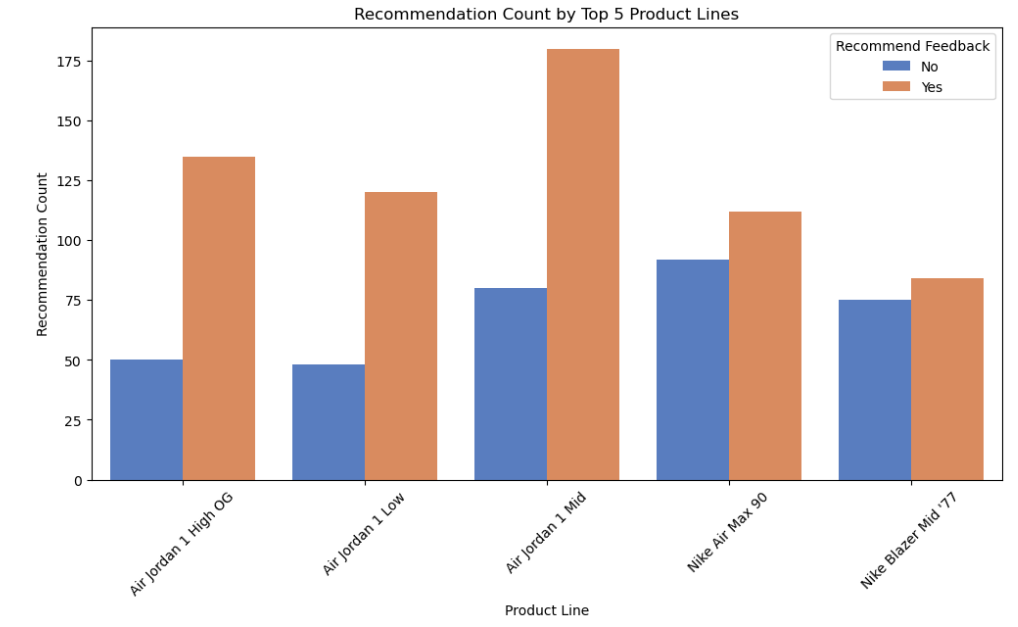 Recommendation Count by Top 5 Product Lines
Recommend Feedback
No
Yes
Recommendation Count
175
150
125
100
75
50
25
0
Air Jordan 1 High OG
Air Jordan 1 Low
Air Jordan 1 Mid
Nike Air Max 90
Nike Blazer Mid '77
Product Line